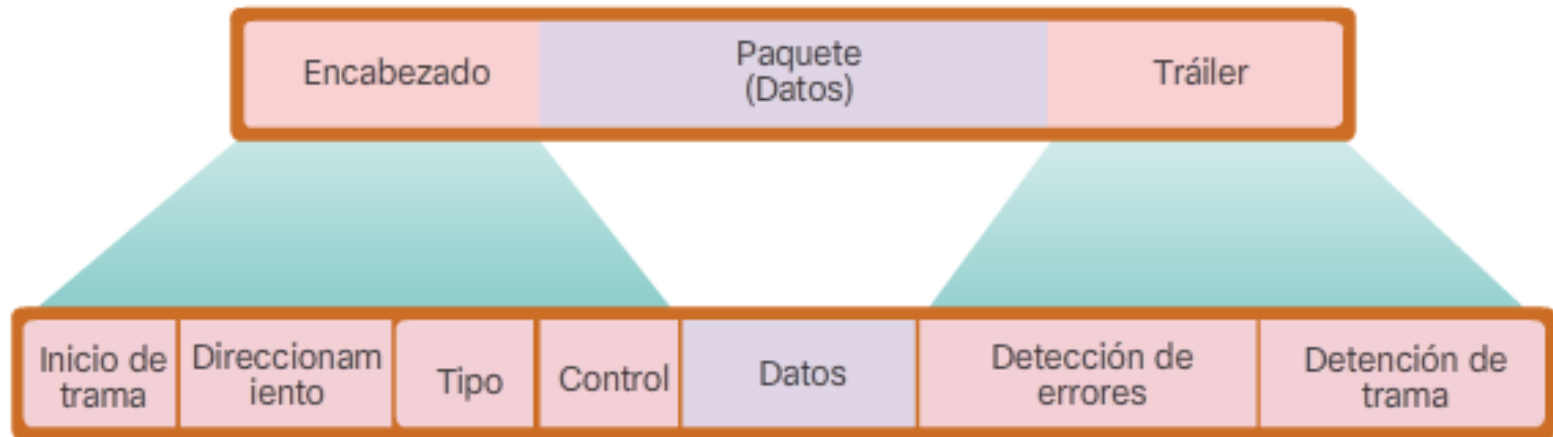 Encabezado
Paquete
(Datos)
Tráiler
Inicio de
trama
Direccionam
iento
Tipo
Control
Datos
Detección de
errores
Detención de
trama